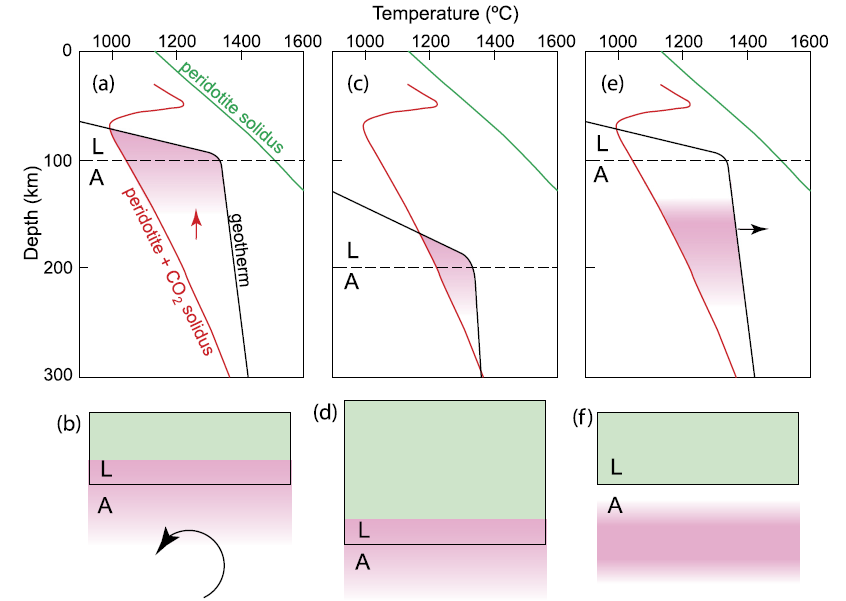 Temperature (ºC)
1000 1200 1400 1600 1000 1200 1400 1600 1000 1200 1400 1600
0
100
200
300
Depth (km)
(a)
peridotite solidus
L
A
peridotite + CO2 solidus
geotherm
(c)
L
A
(e)
L
A
(b)
L
A
(d)
L
A
(f)
L
A